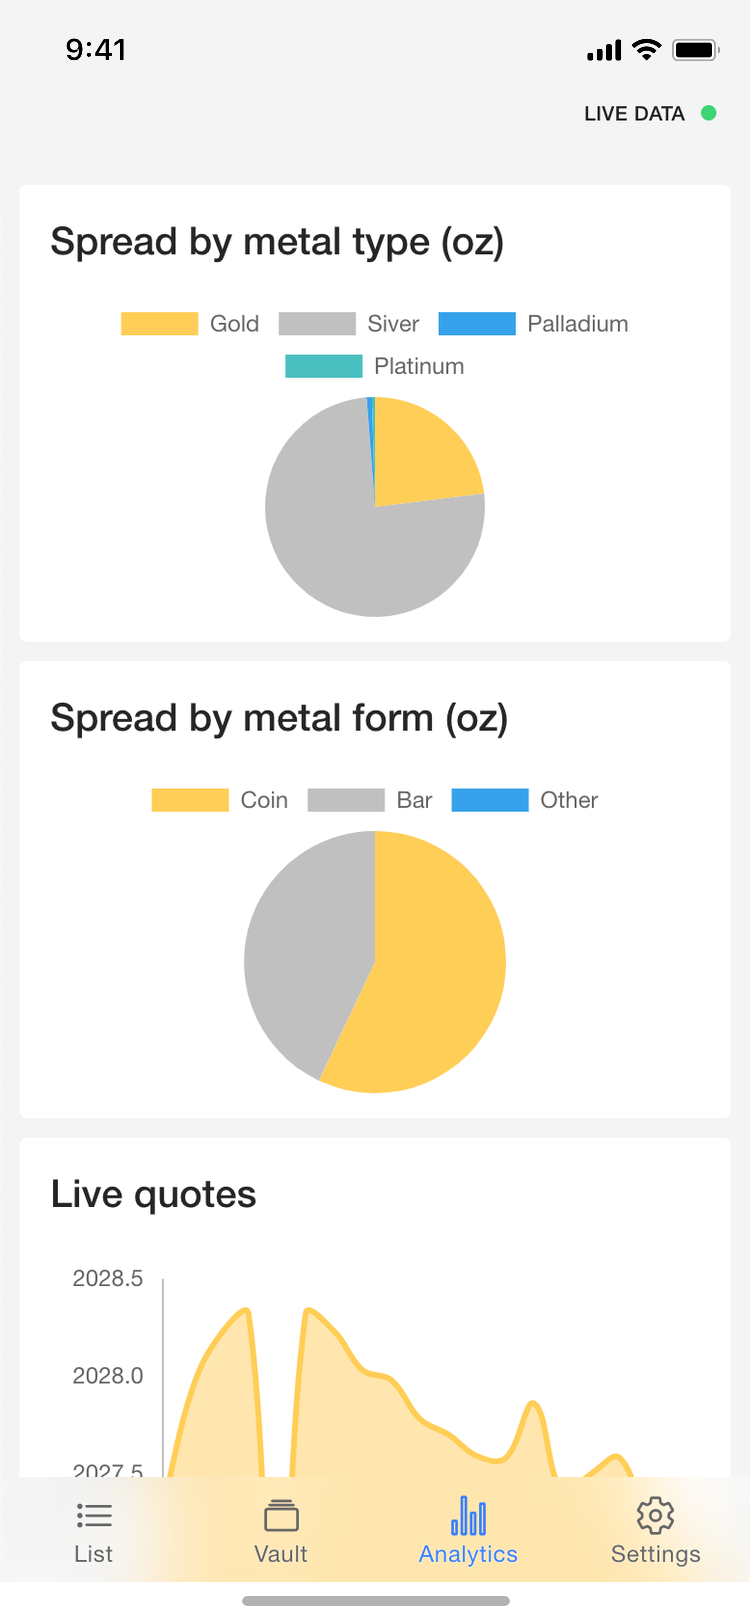 9:41
LIVE DATA
Spread by metal type (oz)
Gold Siver Palladium
Platinum
Spread by metal form (oz)
Coin Bar Other
Live quotes
2028.5
2028.0
2027.5
List Vault Analytics Settings